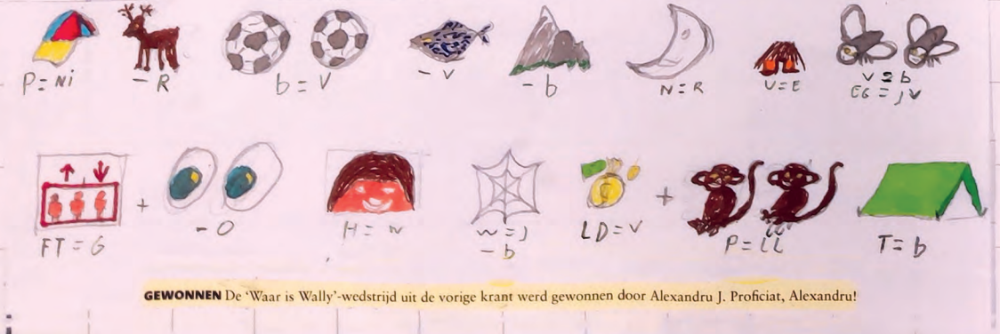 P=Ni -R b=V -V -b N=R V=E V=b
EG=jV
+ -O H=W W=J LD=V + P=LL T=b
FT=G -b
GEWONNEN De 'Waar is Wally'-wedstrijd uit de vorige krant werd gewonnen door Alexandru J. Proficiat, Alexandru!